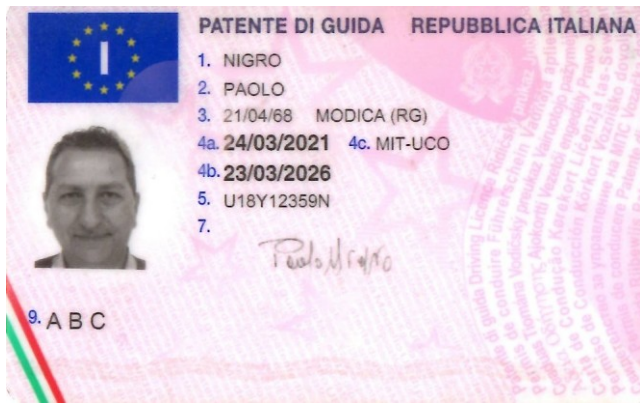 I
PATENTE DI GUIDA REPUBBLICA ITALIANA
1. NIGRO
2. PAOLO
3. 21/04/68 MODICA (RG)
4a. 24/03/2021 4c. MIT-UCO
4b. 23/03/2026
5. U18Y12359N
7.
9. A B C